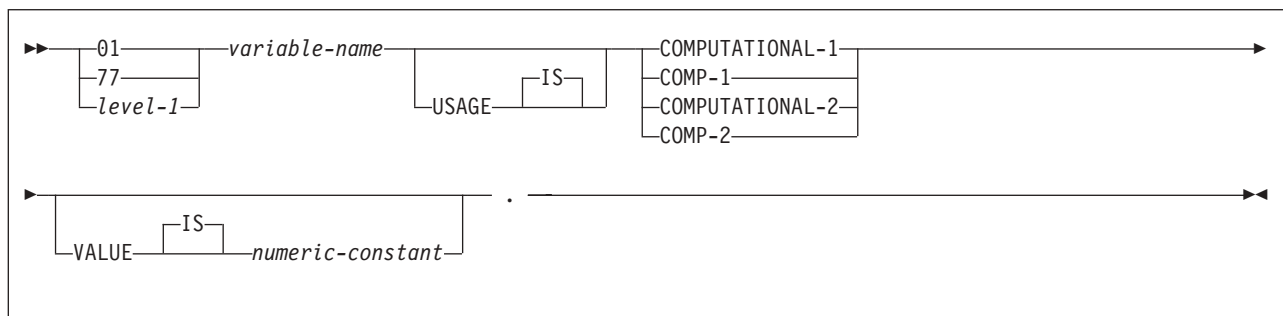 01 variable-name COMPUTATIONAL-1
77 IS COMP-1
level-1 USAGE COMPUTATIONAL-2
COMP-2
.
IS
VALUE numeric-constant